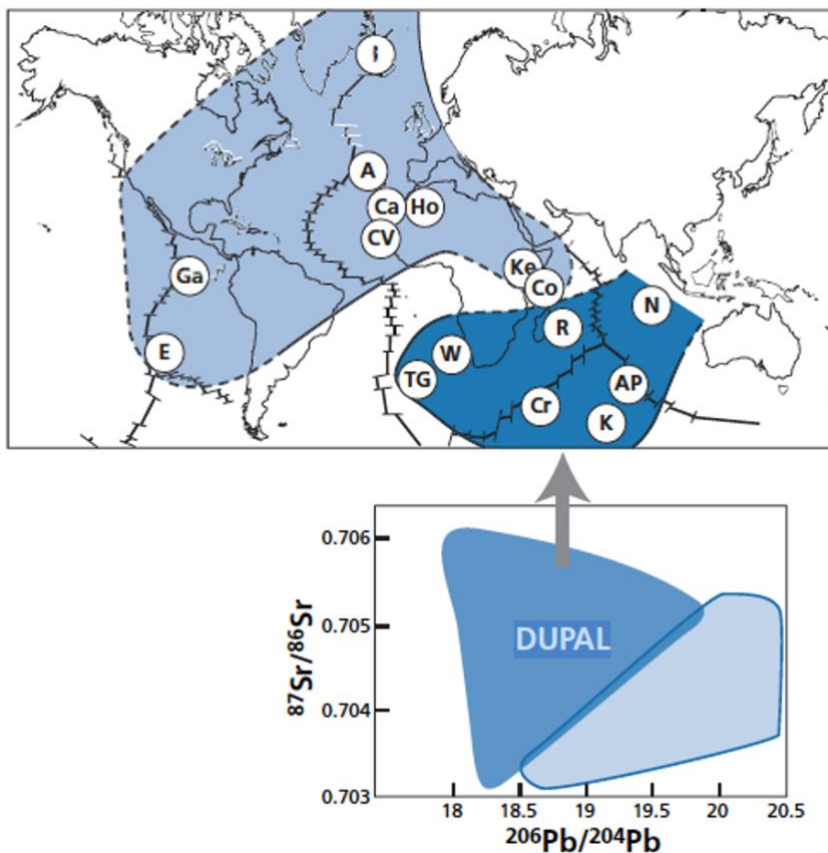 I
A
Ca Ho
CV
Ke
Ga
Co
N
R
E
W
TG
AP
Cr
K
0.706
0.705
0.704
0.703
87Sr/86Sr
DUPAL
18 18.5 19 19.5 20 20.5
206Pb/204Pb